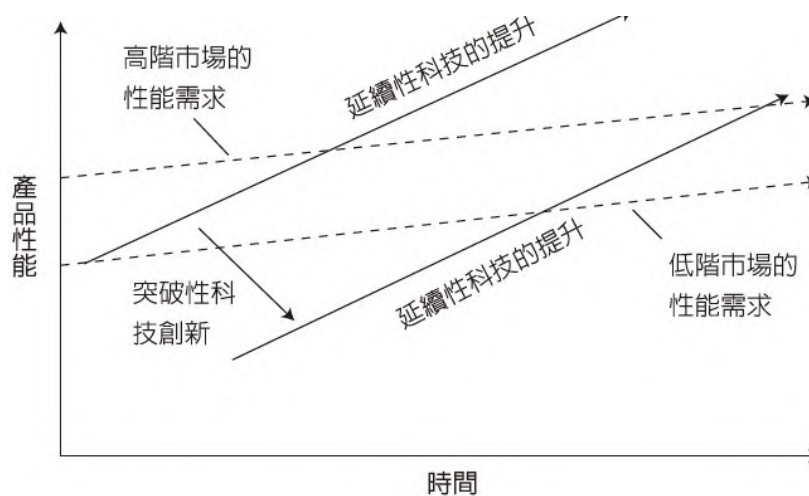 高階市場的
性能需求
延續性科技的提升
產品性能
突破性科
技創新
延續性科技的提升
低階市場的
性能需求
時間